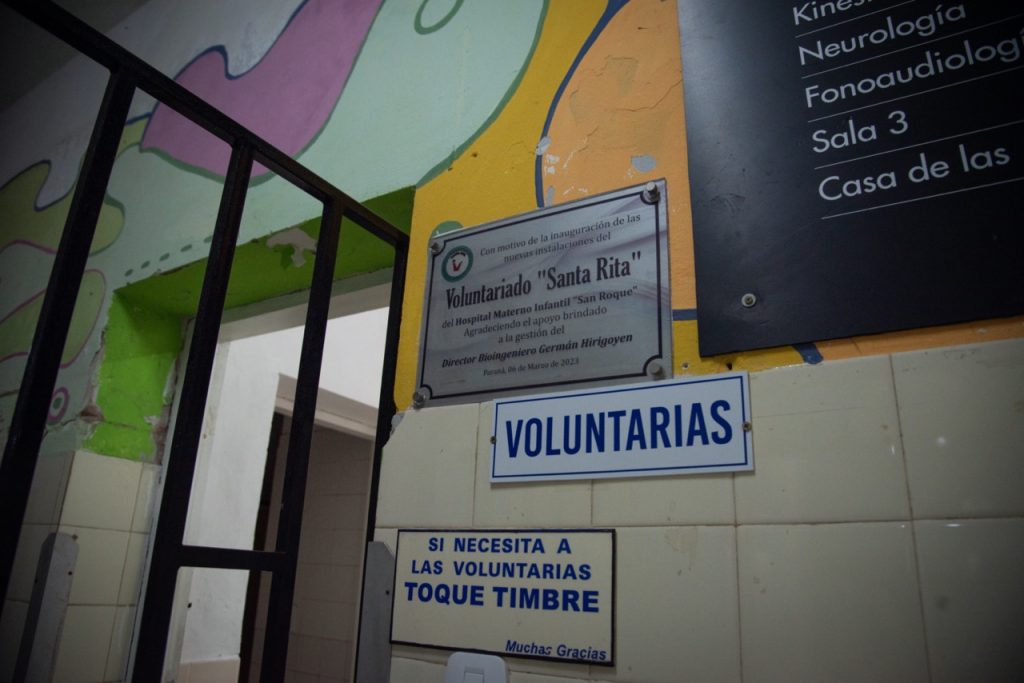 Kinesi
Neurología
Fonoaudiologí
Sala 3
Casa de las
Con motivo de la inauguración de las
nuevas instalaciones del
Voluntariado "Santa Rita"
del Hospital Materno Infantil "San Roque"
Agradeciendo el apoyo brindado
a la gestión del
Director Bioingeniero Germán Hirigoyen
Paraná, 06 de Marzo de 2023
VOLUNTARIAS
SI NECESITA A
LAS VOLUNTARIAS
TOQUE TIMBRE
Muchas Gracias